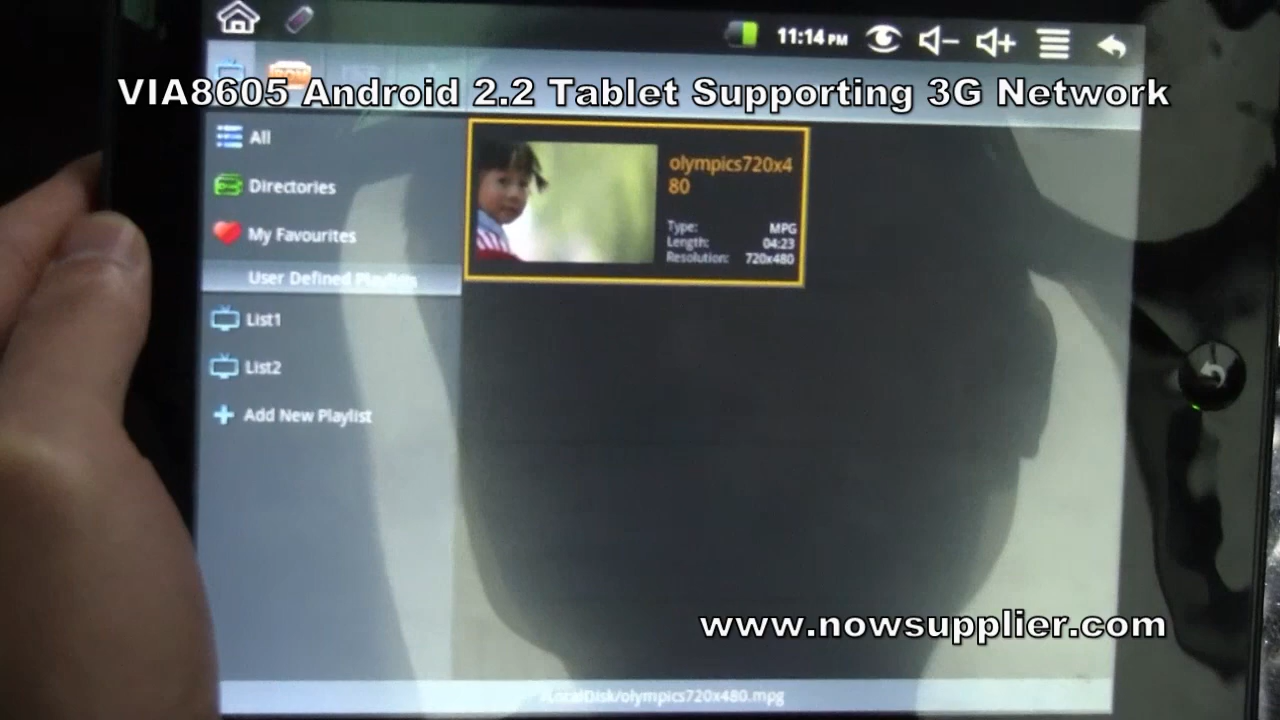 11:14 PM
VIA8605 Android 2.2 Tablet Supporting 3G Network
All
Directories
My Favourites
User Defined Playlists
List1
List2
Add New Playlist
olympics720x4
80
Type: MPG
Length: 04:23
Resolution: 720x480
www.nowsupplier.com
/LocalDisk/olympics720x480.mpg